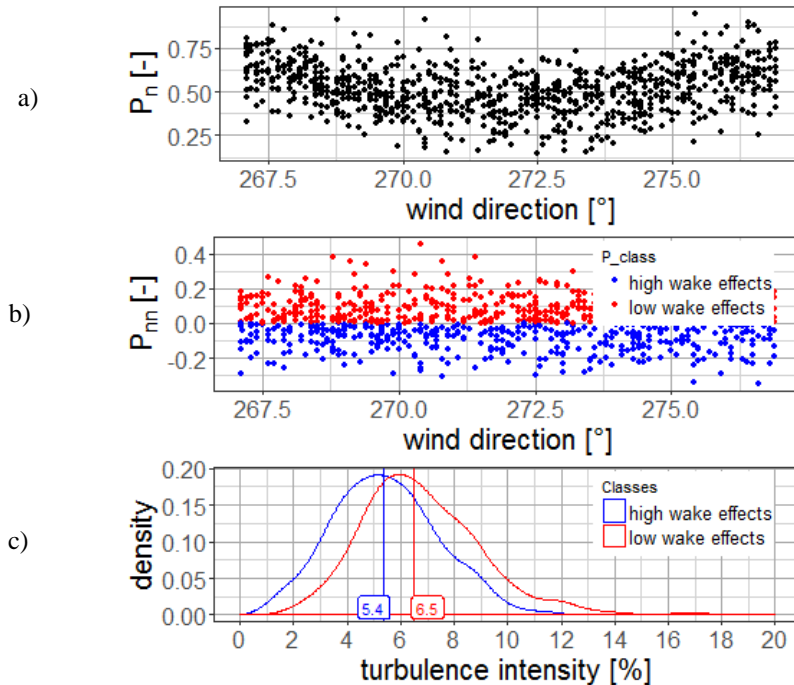 a)
P_n [-]
0.75
0.50
0.25
267.5 270.0 272.5 275.0
wind direction [°]
b)
P_nn [-]
0.4
0.2
0.0
-0.2
P_class
high wake effects
low wake effects
267.5 270.0 272.5 275.0
wind direction [°]
c)
density
0.20
0.15
0.10
0.05
0.00
Classes
high wake effects
low wake effects
5.4 6.5
0 2 4 6 8 10 12 14 16 18 20
turbulence intensity [%]